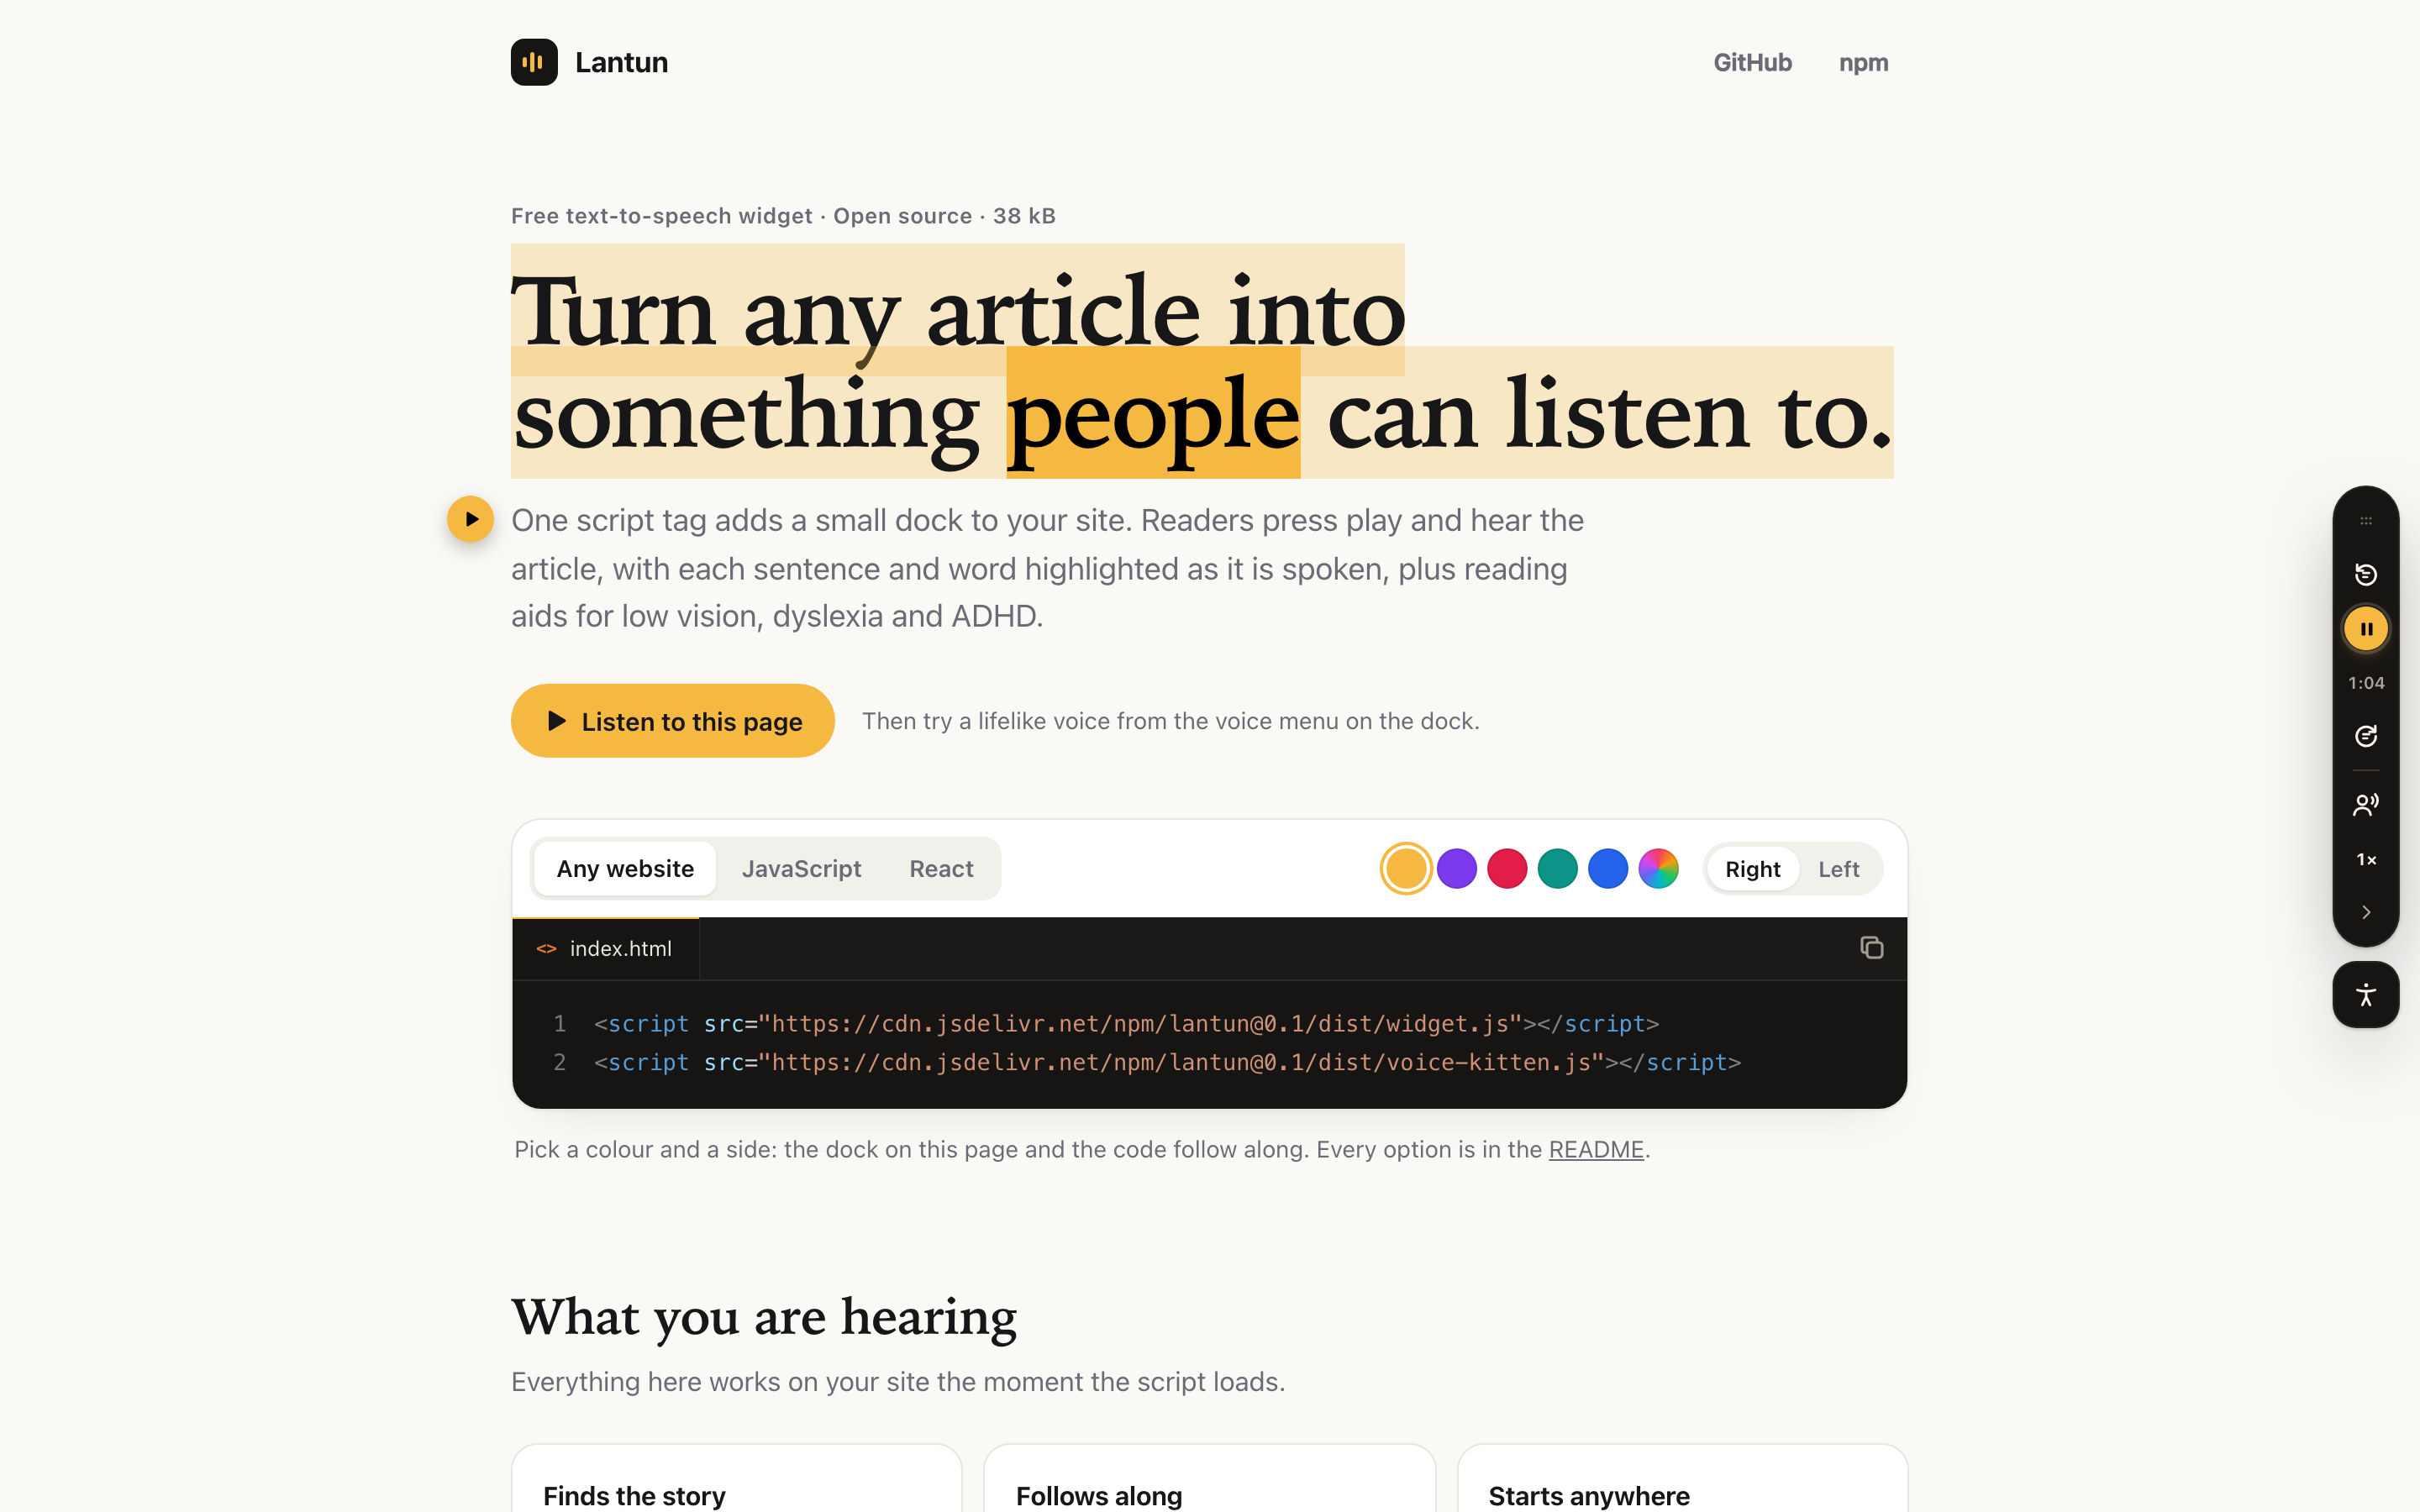 Lantun
GitHub
npm
Free text-to-speech widget · Open source · 38 kB
Turn any article into
something people can listen to.
One script tag adds a small dock to your site. Readers press play and hear the
article, with each sentence and word highlighted as it is spoken, plus reading
aids for low vision, dyslexia and ADHD.
Listen to this page
Then try a lifelike voice from the voice menu on the dock.
Any website
JavaScript
React
Right
Left
<> index.html
1 <script src="https://cdn.jsdelivr.net/npm/lantun@0.1/dist/widget.js"></script>
2 <script src="https://cdn.jsdelivr.net/npm/lantun@0.1/dist/voice-kitten.js"></script>
Pick a colour and a side: the dock on this page and the code follow along. Every option is in the README.
What you are hearing
Everything here works on your site the moment the script loads.
Finds the story
Follows along
Starts anywhere
1:04
1×